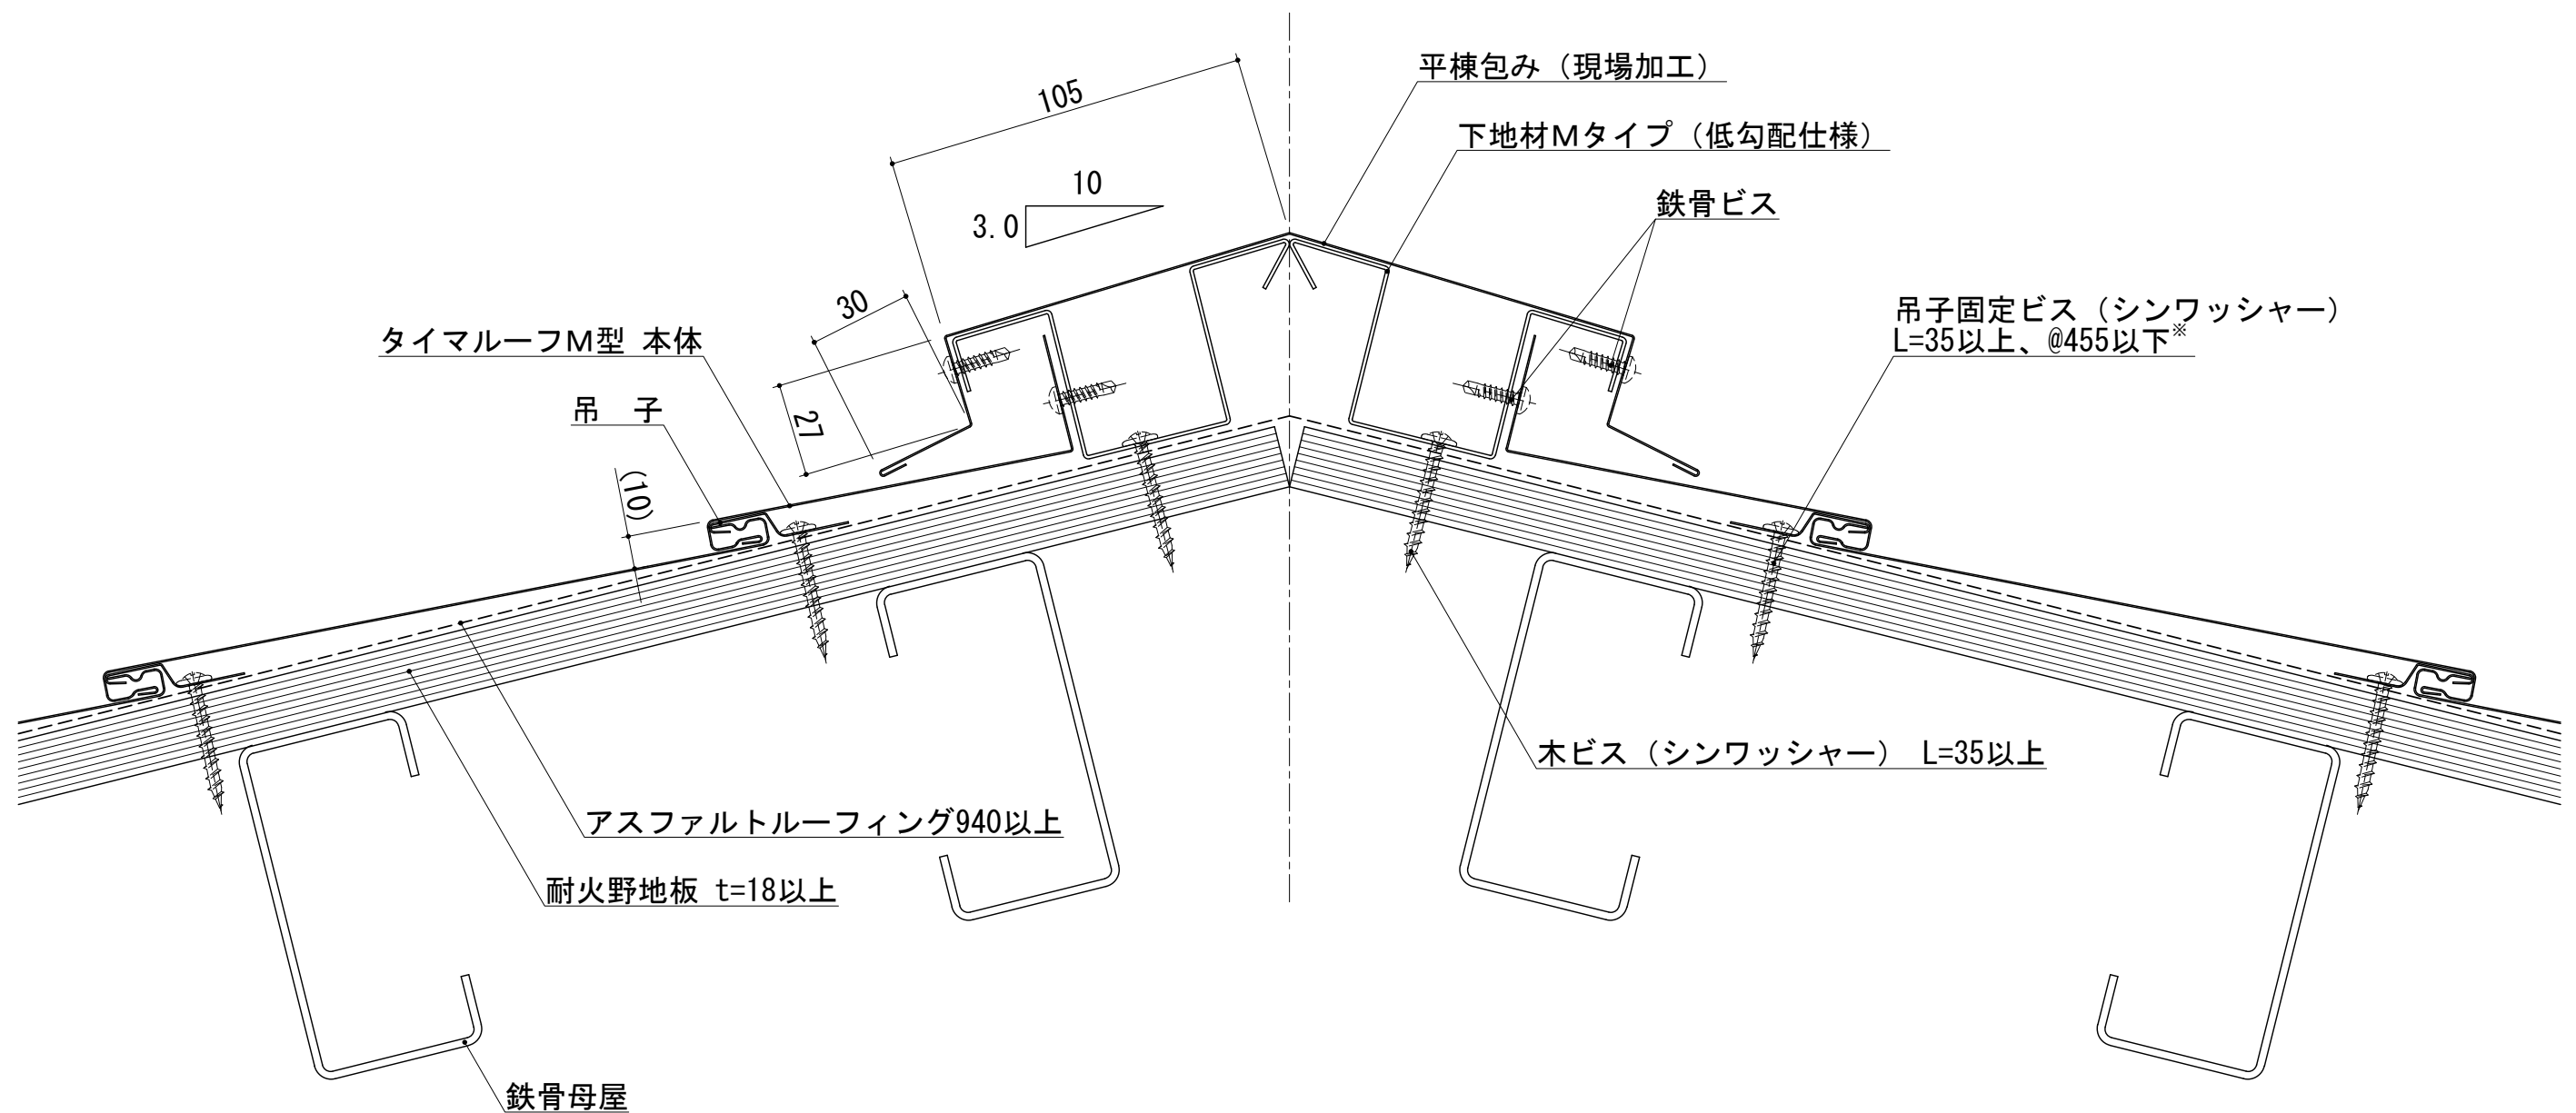 平棟包み（現場加工）
105
下地材Mタイプ（低勾配仕様）
10
3.0
鉄骨ビス
30
吊子固定ビス（シンワッシャー）
L=35以上、@455以下※
タイマルーフM型 本体
27
吊　子
(10)
木ビス（シンワッシャー） L=35以上
アスファルトルーフィング940以上
耐火野地板 t=18以上
鉄骨母屋